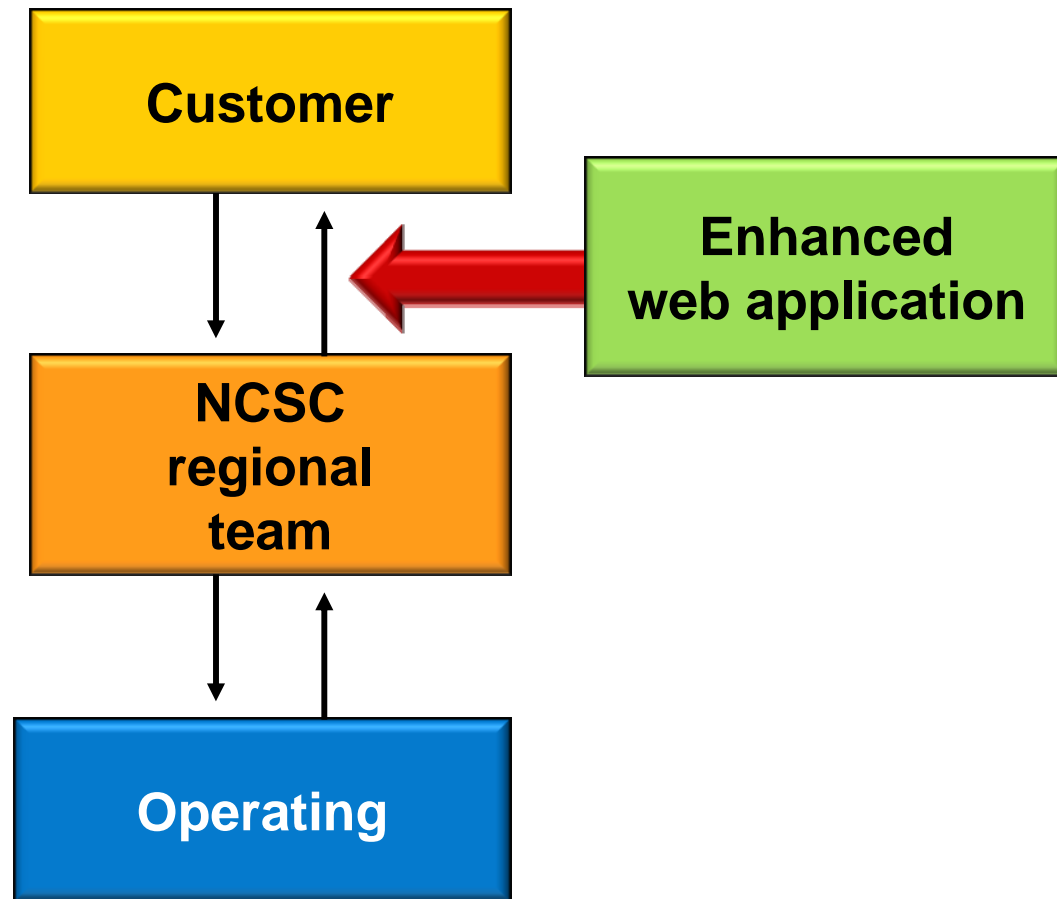 Customer
Enhanced
web application
NCSC
regional
team
Operating